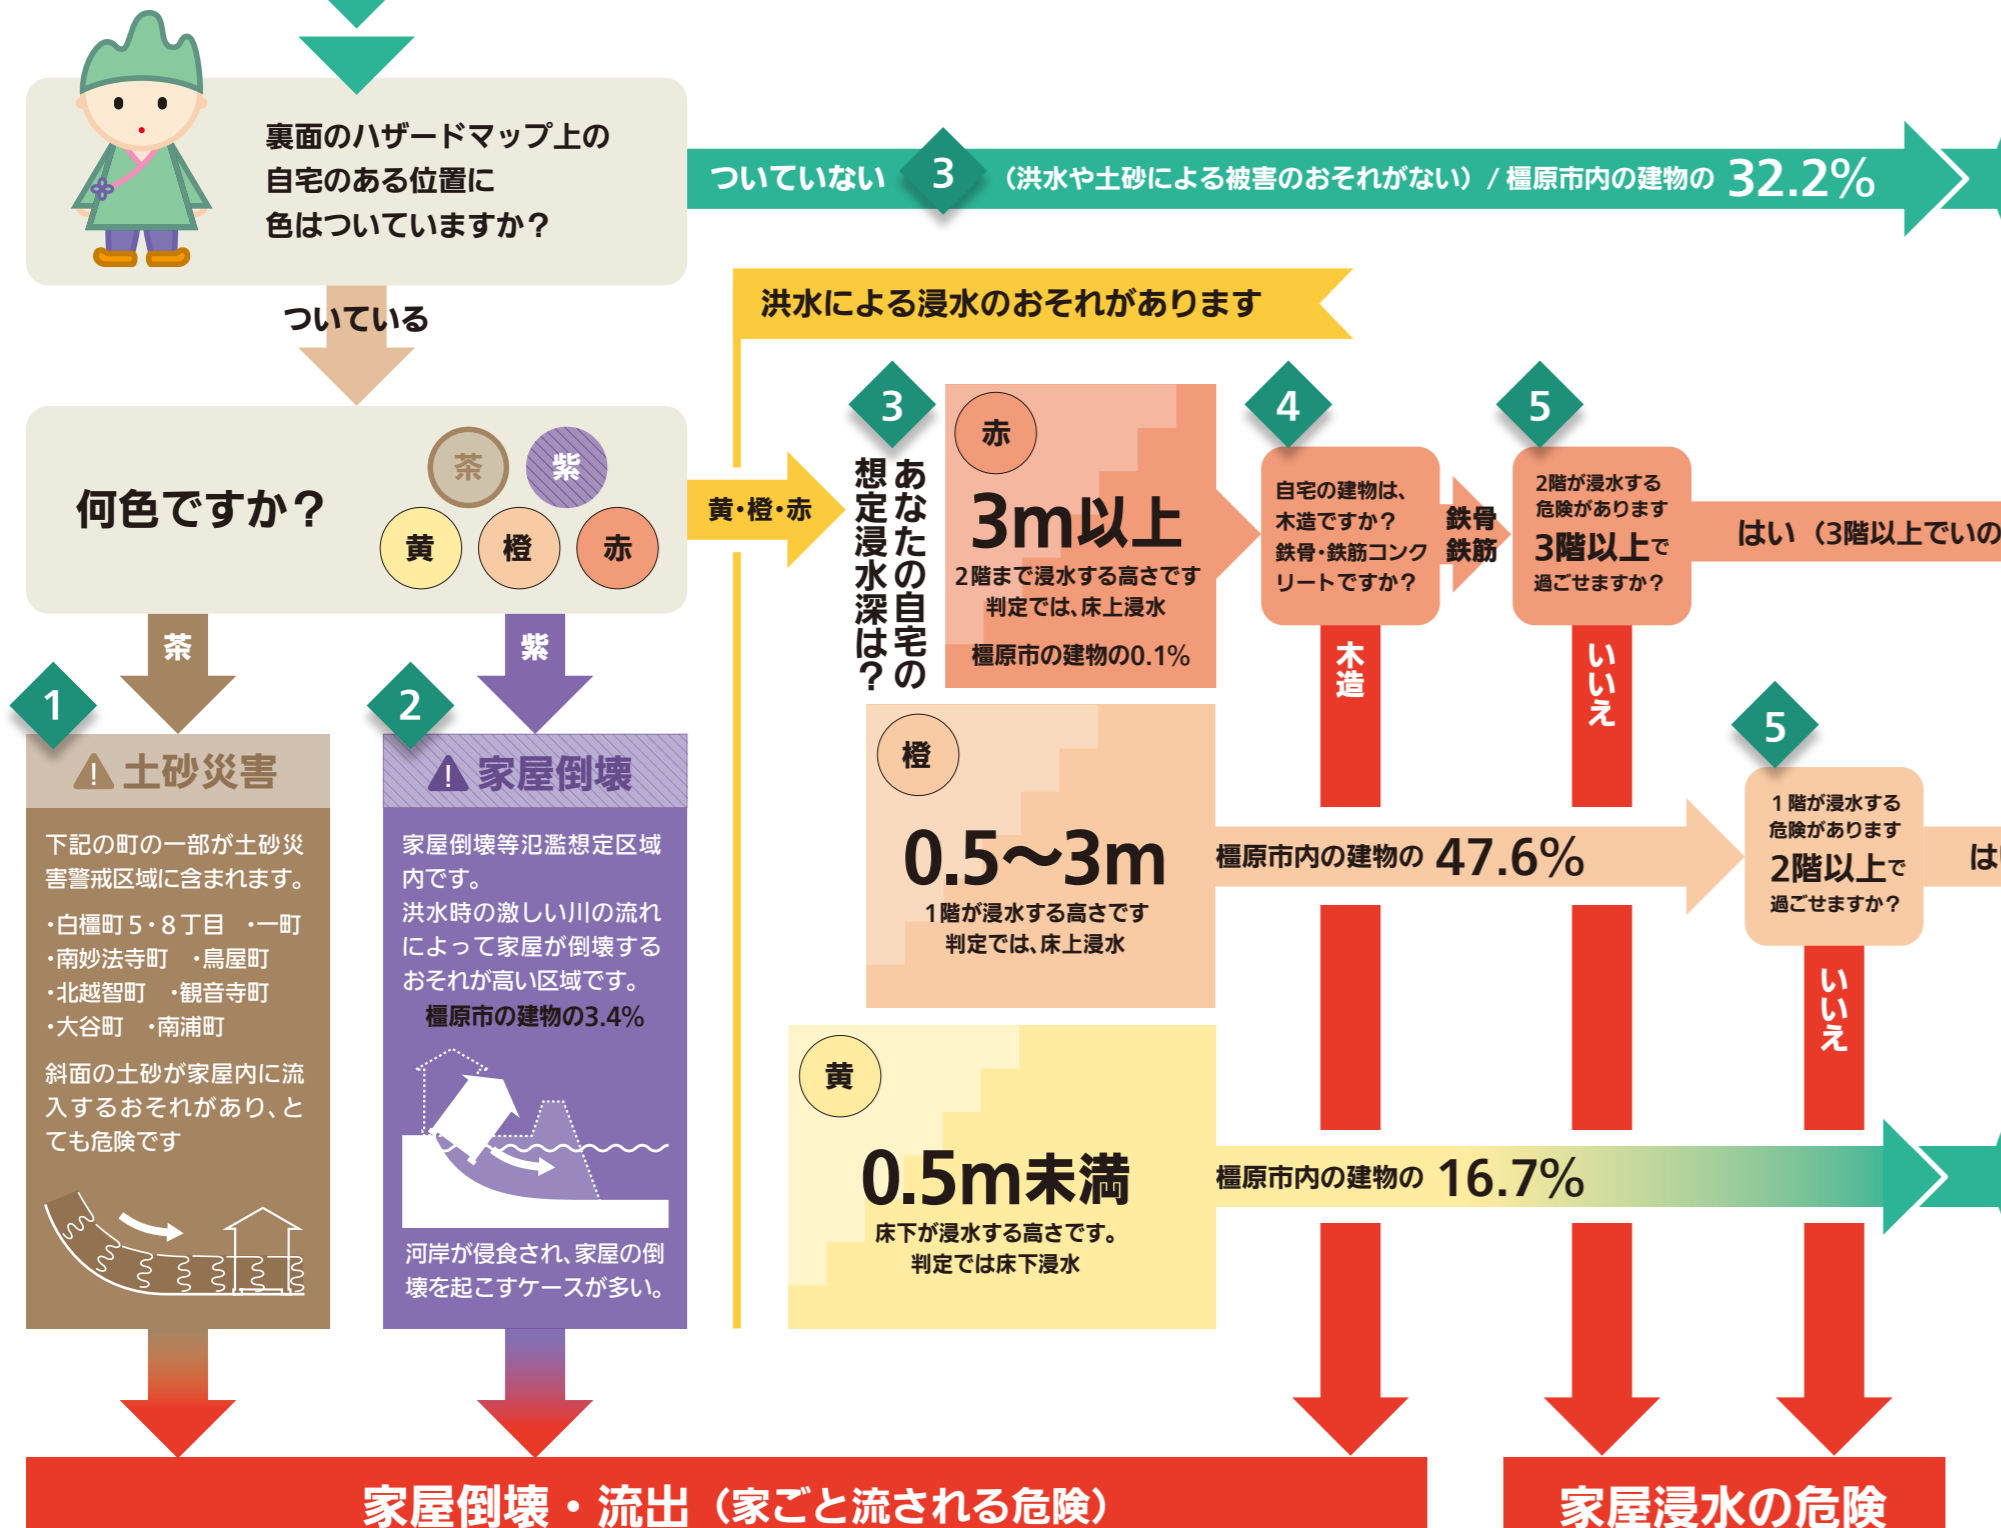 裏面のハザードマップ上の
自宅のある位置に
色はついていますか？
ついていない
3
（洪水や土砂による被害のおそれがない）/ 橿原市内の建物の 32.2%
ついている
何色ですか？
茶
紫
黄
橙
赤
黄・橙・赤
茶
紫
1
土砂災害
下記の町の一部が土砂災
害警戒区域に含まれます。
・白橿町５・８丁目　・一町
・南妙法寺町　・鳥屋町
・北越智町　・観音寺町
・大谷町　・南浦町
斜面の土砂が家屋内に流
入するおそれがあり、と
ても危険です
2
家屋倒壊
家屋倒壊等氾濫想定区域
内です。
洪水時の激しい川の流れ
によって家屋が倒壊する
おそれが高い区域です。
橿原市の建物の3.4%
河岸が侵食され、家屋の倒
壊を起こすケースが多い。
洪水による浸水のおそれがあります
3
あなたの自宅の
想定浸水深は？
赤
3m以上
2階まで浸水する高さです
判定では、床上浸水
橿原市の建物の0.1%
4
自宅の建物は、
木造ですか？
鉄骨・鉄筋コンク
リートですか？
鉄骨
鉄筋
木造
5
2階が浸水する
危険があります
3階以上で
過ごせますか？
はい（3階以上でいの
いいえ
橙
0.5～3m
1階が浸水する高さです
判定では、床上浸水
橿原市内の建物の 47.6%
5
1階が浸水する
危険があります
2階以上で
過ごせますか？
は
いいえ
黄
0.5m未満
床下が浸水する高さです。
判定では床下浸水
橿原市内の建物の 16.7%
家屋倒壊・流出（家ごと流される危険）
家屋浸水の危険